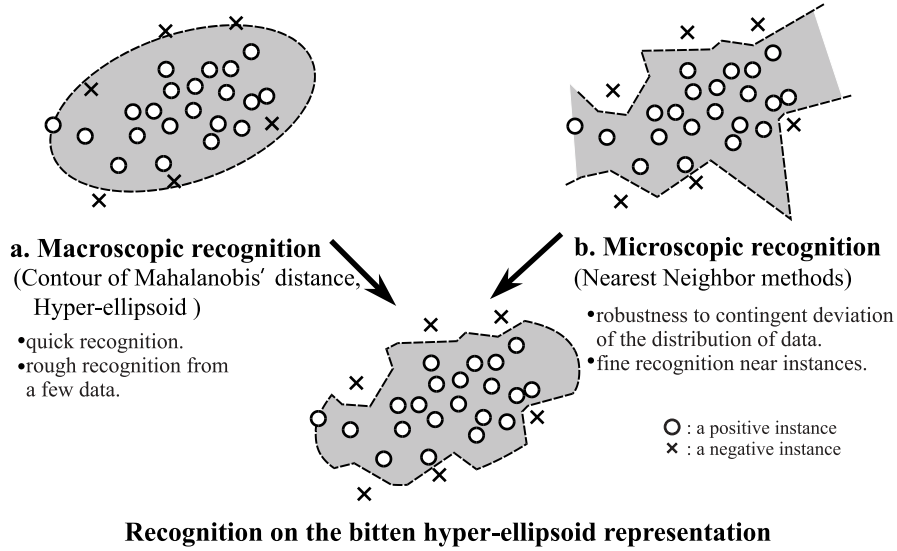 a. Macroscopic recognition
(Contour of Mahalanobis' distance,
Hyper-ellipsoid )
•quick recognition.
•rough recognition from
a few data.
b. Microscopic recognition
(Nearest Neighbor methods)
•robustness to contingent deviation
of the distribution of data.
•fine recognition near instances.
: a positive instance
: a negative instance
Recognition on the bitten hyper-ellipsoid representation